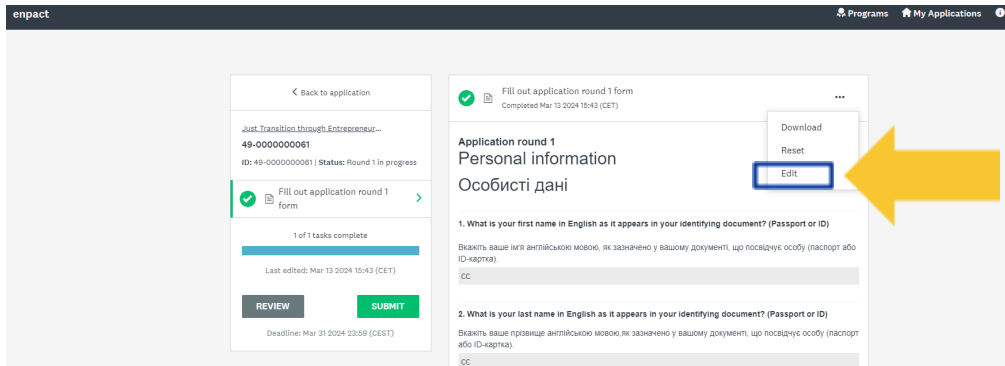 enpact
Programs
My Applications
Back to application
Just Transition through Entrepreneur...
49-0000000061
ID: 49-0000000061 | Status: Round 1 in progress
Fill out application round 1
form
1 of 1 tasks complete
Last edited: Mar 13 2024 15:43 (CET)
REVIEW
SUBMIT
Deadline: Mar 31 2024 23:59 (CEST)
Fill out application round 1 form
Completed Mar 13 2024 15:43 (CET)
...
Download
Reset
Edit
Application round 1
Personal information
Особисті дані
1. What is your first name in English as it appears in your identifying document? (Passport or ID)
Вкажіть ваше ім'я англійською мовою, як зазначено у вашому документі, що посвідчує особу (паспорт або
ID-картка).
cc
2. What is your last name in English as it appears in your identifying document? (Passport or ID)
Вкажіть ваше прізвище англійською мовою,як зазначено у вашому документі, що посвідчує особу (паспорт
або ID-картка).
cc